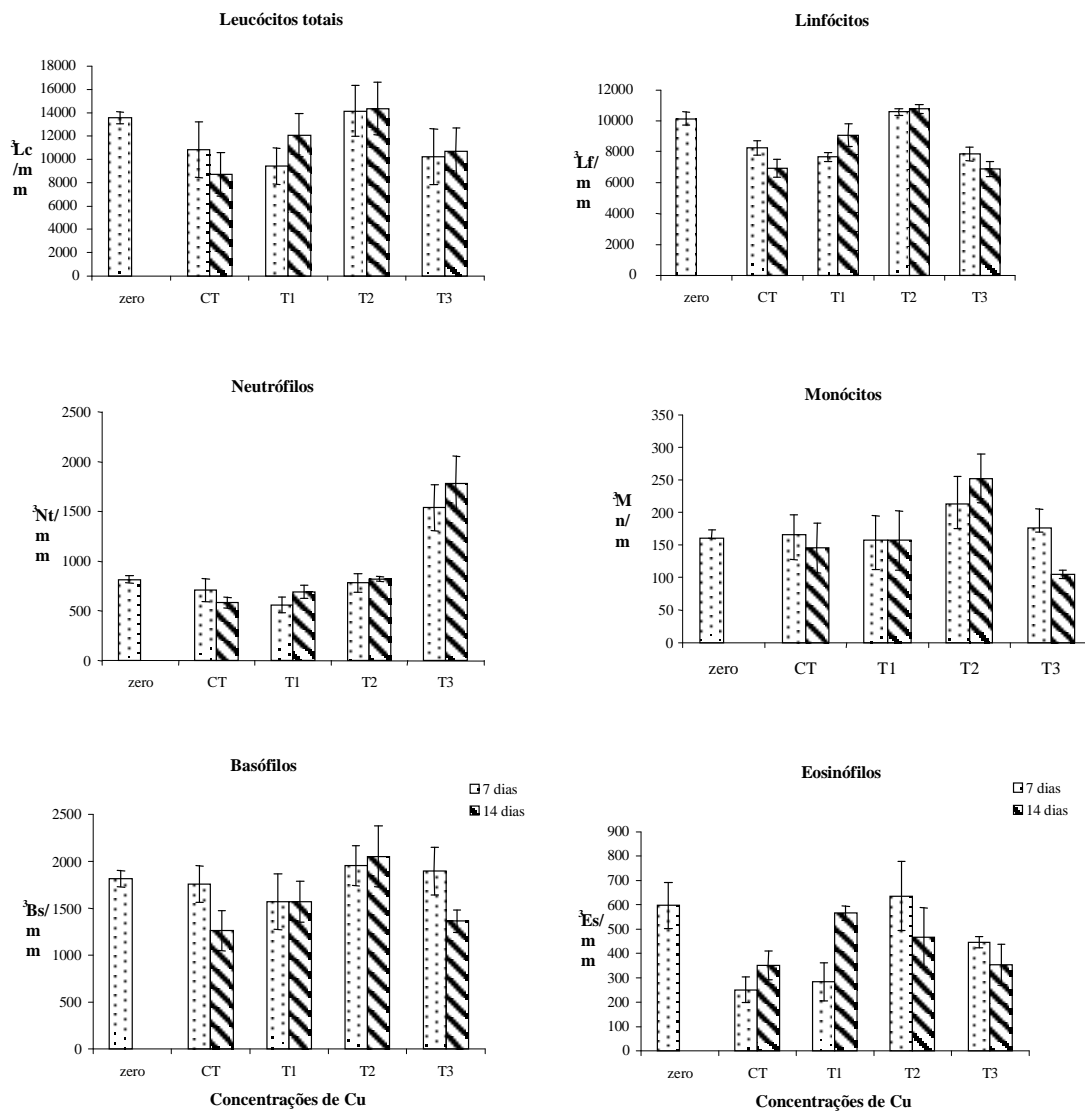 Leucócitos totais
18000
16000
14000
12000
10000
8000
6000
4000
2000
0
3Lc
/m m
m
zero CT T1 T2 T3
Linfócitos
12000
10000
8000
6000
4000
2000
0
3Lf/
m
m
zero CT T1 T2 T3
Neutrófilos
2500
2000
1500
1000
500
0
3Nt/
m
m
zero CT T1 T2 T3
Monócitos
350
300
250
200
150
100
50
0
3M
n/m
m
zero CT T1 T2 T3
Basófilos
7 dias
14 dias
2500
2000
1500
1000
500
0
3Bs/
m
m
zero CT T1 T2 T3
Concentrações de Cu
Eosinófilos
7 dias
14 dias
900
800
700
600
500
400
300
200
100
0
3Es/
m
m
zero CT T1 T2 T3
Concentrações de Cu